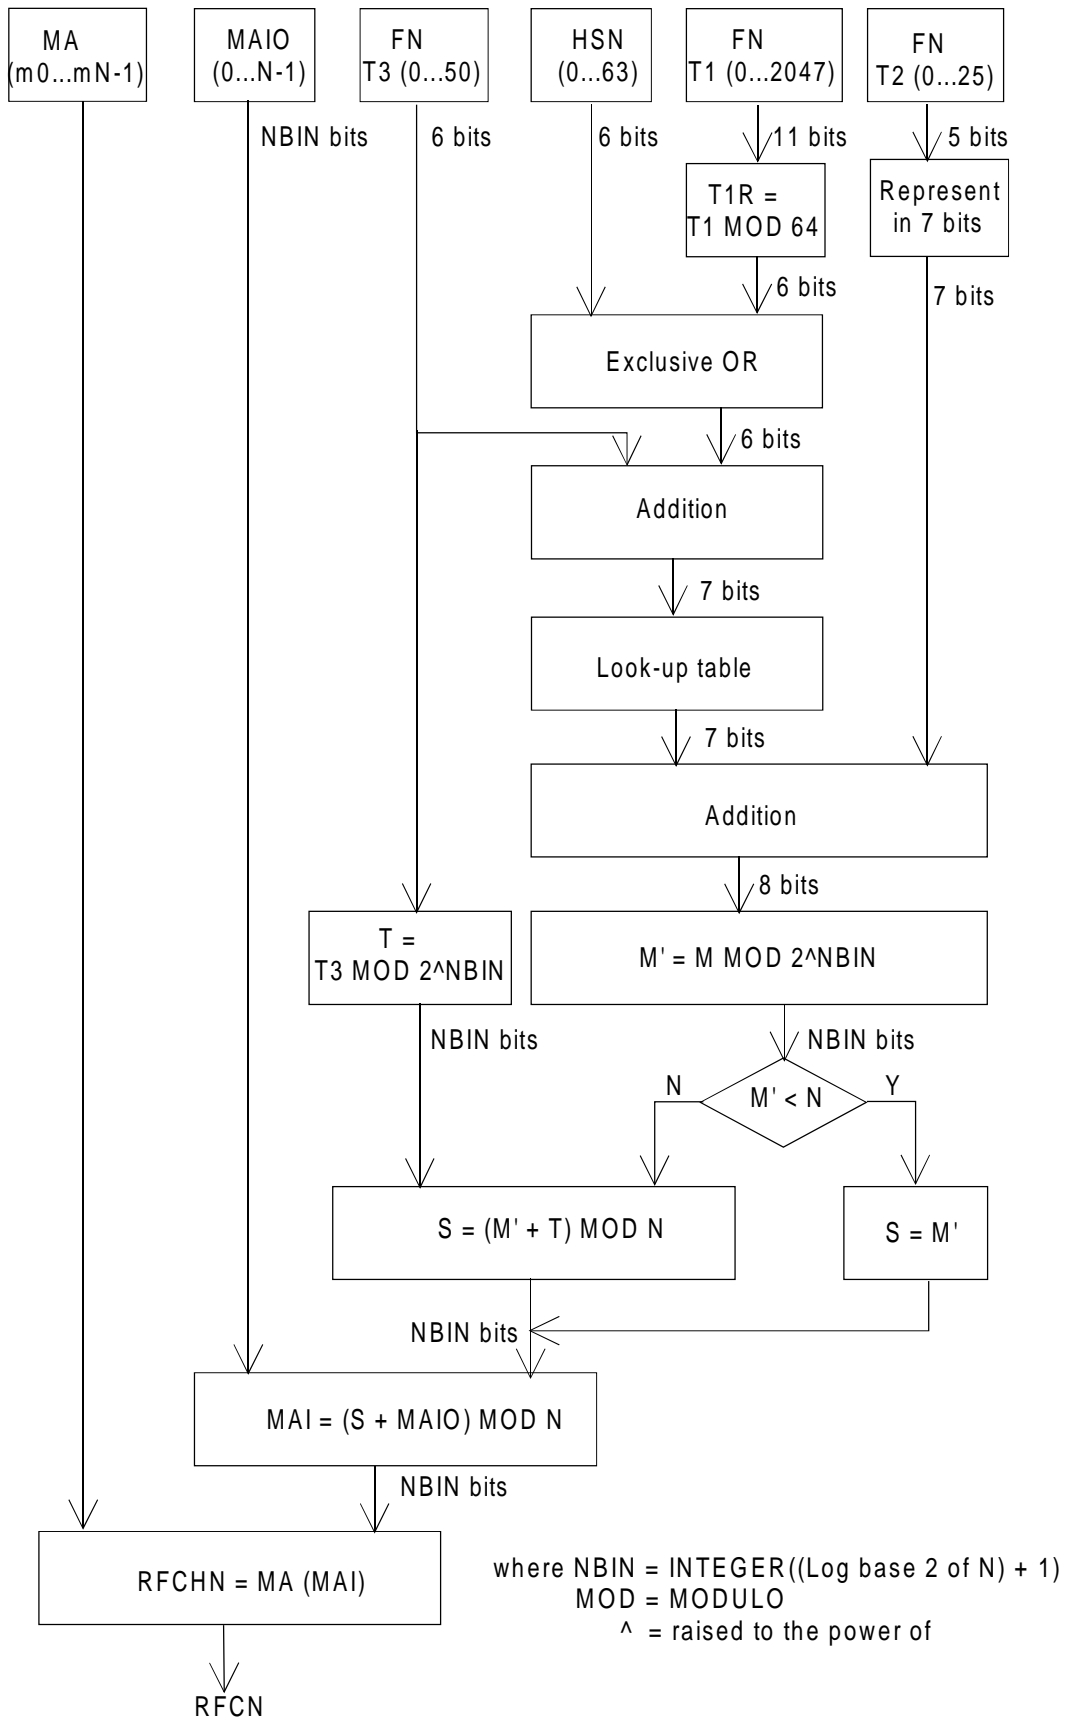 MA
(m0...mN-1)
MAIO
(0...N-1)
FN
T3 (0...50)
HSN
(0...63)
FN
T1 (0...2047)
FN
T2 (0...25)
NBIN bits
6 bits
6 bits
11 bits
5 bits
T1R =
T1 MOD 64
Represent
in 7 bits
6 bits
7 bits
Exclusive OR
6 bits
Addition
7 bits
Look-up table
7 bits
Addition
8 bits
T =
T3 MOD 2^NBIN
M' = M MOD 2^NBIN
NBIN bits
NBIN bits
N
M' < N
Y
S = (M' + T) MOD N
S = M'
NBIN bits
MAI = (S + MAIO) MOD N
NBIN bits
RFCHN = MA (MAI)
where NBIN = INTEGER((Log base 2 of N) + 1)
MOD = MODULO
^ = raised to the power of
RFCN